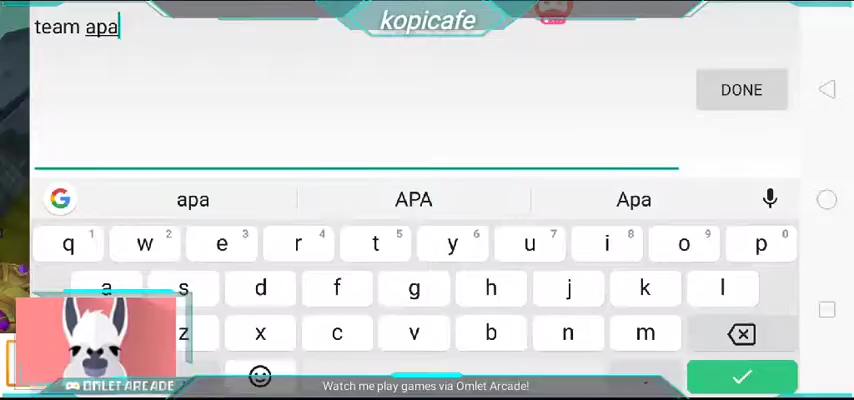 kopicafe
team apa
DONE
apa APA Apa
q 1 w 2 e 3 r 4 t 5 y 6 u 7 i 8 o 9 p 0
a s d f g h j k l
z x c v b n m
OMLET ARCADE
Watch me play games via Omlet Arcade!